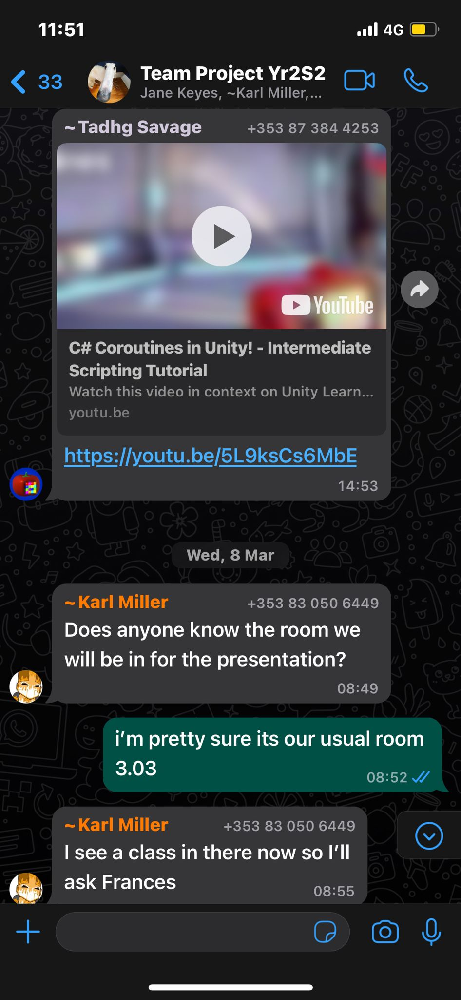 11:51
4G
33
Team Project Yr2S2
Jane Keyes, ~Karl Miller,...
~Tadhg Savage +353 87 384 4253
YouTube
C# Coroutines in Unity! - Intermediate
Scripting Tutorial
Watch this video in context on Unity Learn...
youtu.be
https://youtu.be/5L9ksCs6MbE
14:53
Wed, 8 Mar
~Karl Miller +353 83 050 6449
Does anyone know the room we
will be in for the presentation?
08:49
i'm pretty sure its our usual room
3.03
08:52
~Karl Miller +353 83 050 6449
I see a class in there now so I'll
ask Frances
08:55